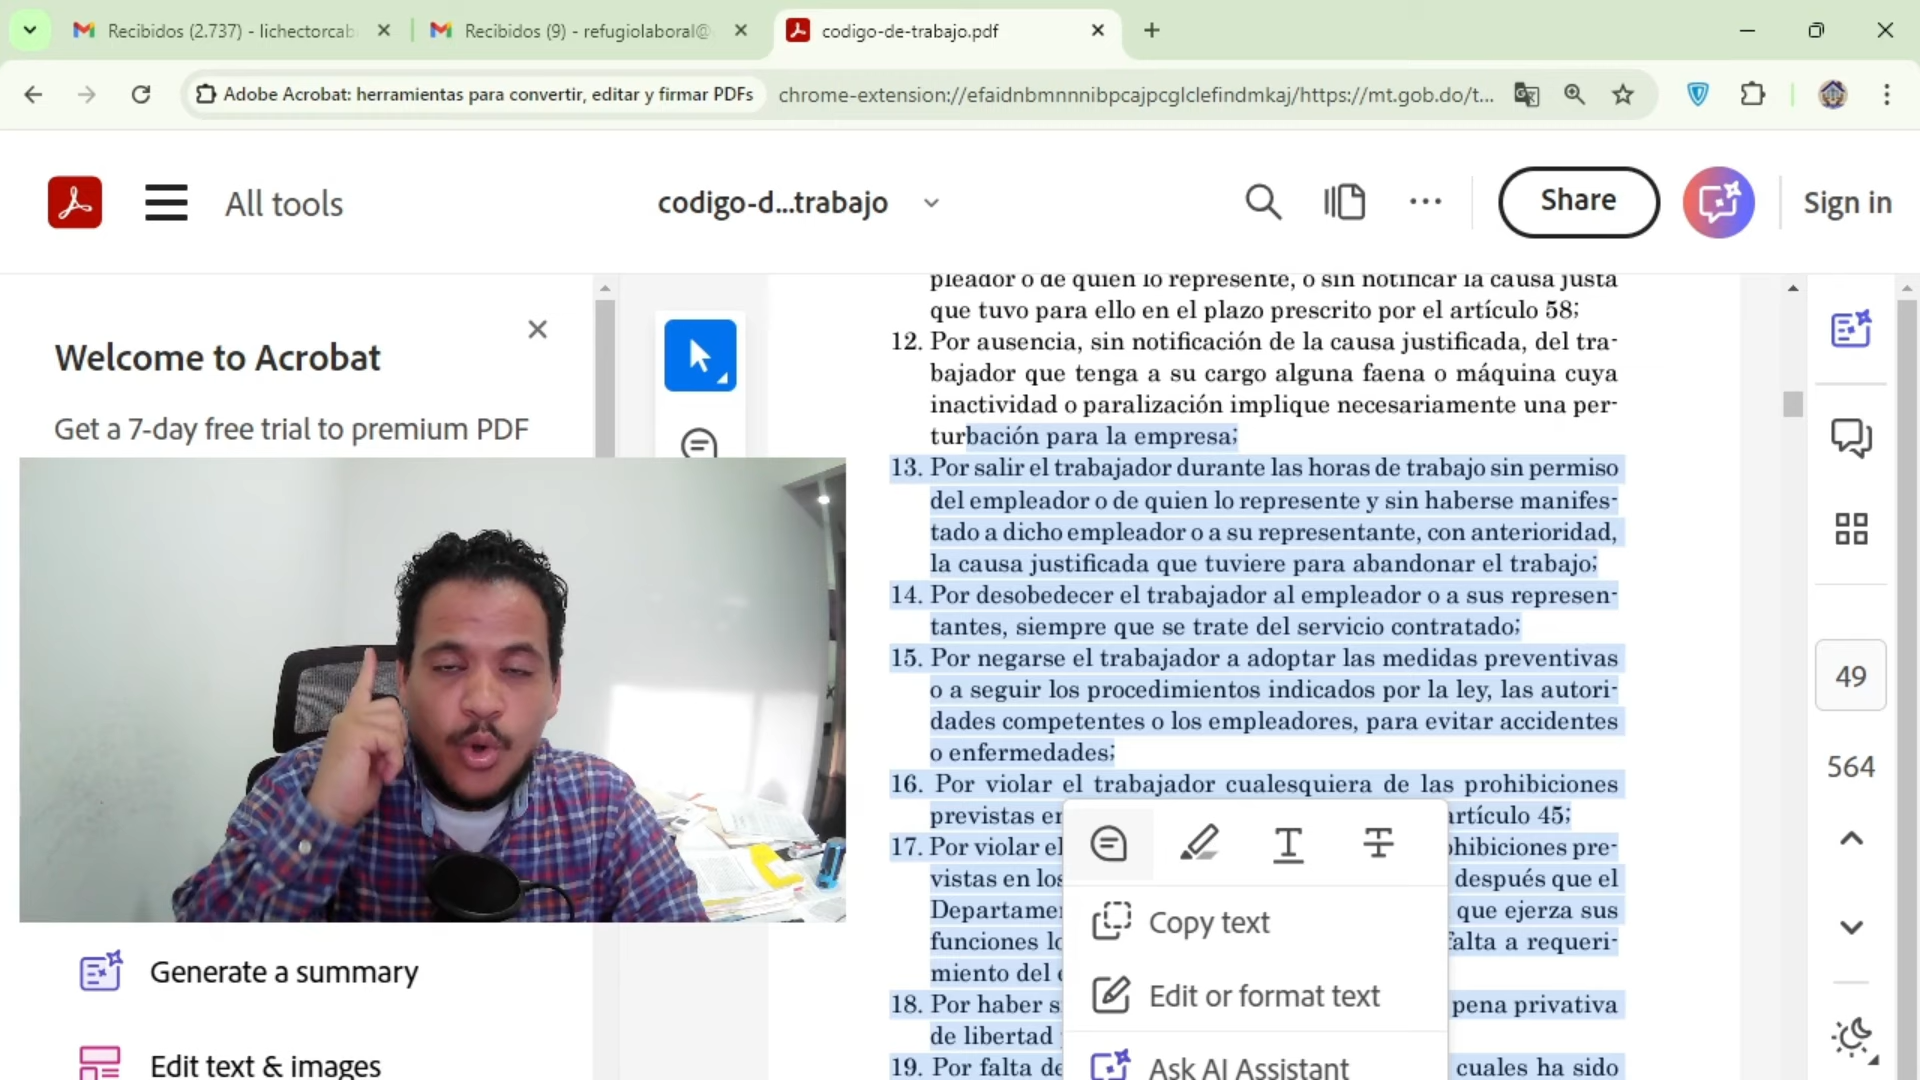 Recibidos (2.737) - lichectorcab
Recibidos (9) - refugiolaboral@
codigo-de-trabajo.pdf
Adobe Acrobat: herramientas para convertir, editar y firmar PDFs
chrome-extension://efaidnbmnnnibpcajpcglclefindmkaj/https://mt.gob.do/t...
All tools
codigo-d...trabajo
Share
Sign in
Welcome to Acrobat
Get a 7-day free trial to premium PDF
Generate a summary
Edit text & images
pleador o de quien lo represente, o sin notificar la causa justa
que tuvo para ello en el plazo prescrito por el artículo 58;
12. Por ausencia, sin notificación de la causa justificada, del tra-
bajador que tenga a su cargo alguna faena o máquina cuya
inactividad o paralización implique necesariamente una per-
turbación para la empresa;
13. Por salir el trabajador durante las horas de trabajo sin permiso
del empleador o de quien lo represente y sin haberse manifes-
tado a dicho empleador o a su representante, con anterioridad,
la causa justificada que tuviere para abandonar el trabajo;
14. Por desobedecer el trabajador al empleador o a sus represen-
tantes, siempre que se trate del servicio contratado;
15. Por negarse el trabajador a adoptar las medidas preventivas
o a seguir los procedimientos indicados por la ley, las autori-
dades competentes o los empleadores, para evitar accidentes
o enfermedades;
16. Por violar el trabajador cualesquiera de las prohibiciones
previstas en artículo 45;
17. Por violar el hibiciones pre-
vistas en los después que el
Departamen que ejerza sus
funciones lo falta a requeri-
miento del
18. Por haber s pena privativa
de libertad
19. Por falta de cuales ha sido
Copy text
Edit or format text
Ask AI Assistant
49
564